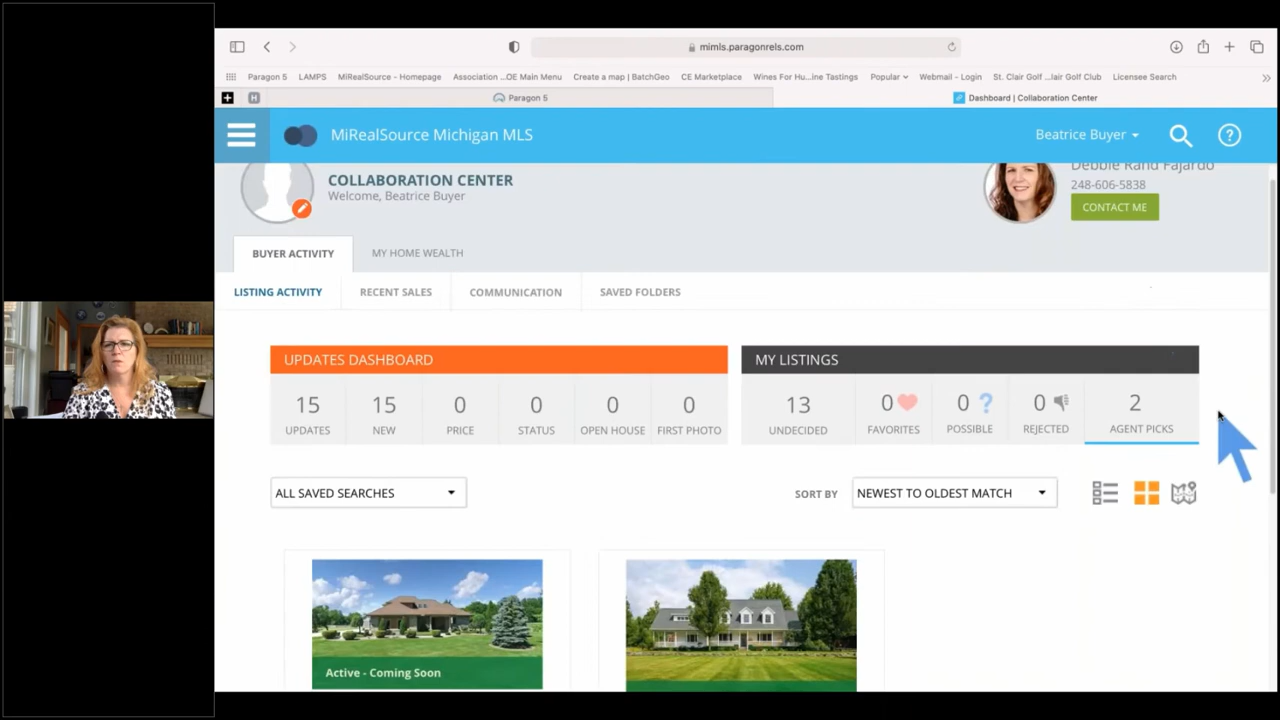 mimls.paragonrels.com
Paragon 5 LAMPS MiRealSource - Homepage Association ...OE Main Menu Create a map | BatchGeo CE Marketplace Wines For Hu...ine Tastings Popular Webmail - Login St. Clair Golf ...lair Golf Club Licensee Search
H Paragon 5 Dashboard | Collaboration Center
MiRealSource Michigan MLS Beatrice Buyer
COLLABORATION CENTER
Welcome, Beatrice Buyer
Debbie Rand Fajardo
248-606-5838
CONTACT ME
BUYER ACTIVITY MY HOME WEALTH
LISTING ACTIVITY RECENT SALES COMMUNICATION SAVED FOLDERS
UPDATES DASHBOARD MY LISTINGS
15 15 0 0 0 0 13 0 0 ? 0 2
UPDATES NEW PRICE STATUS OPEN HOUSE FIRST PHOTO UNDECIDED FAVORITES POSSIBLE REJECTED AGENT PICKS
ALL SAVED SEARCHES SORT BY NEWEST TO OLDEST MATCH
Active - Coming Soon